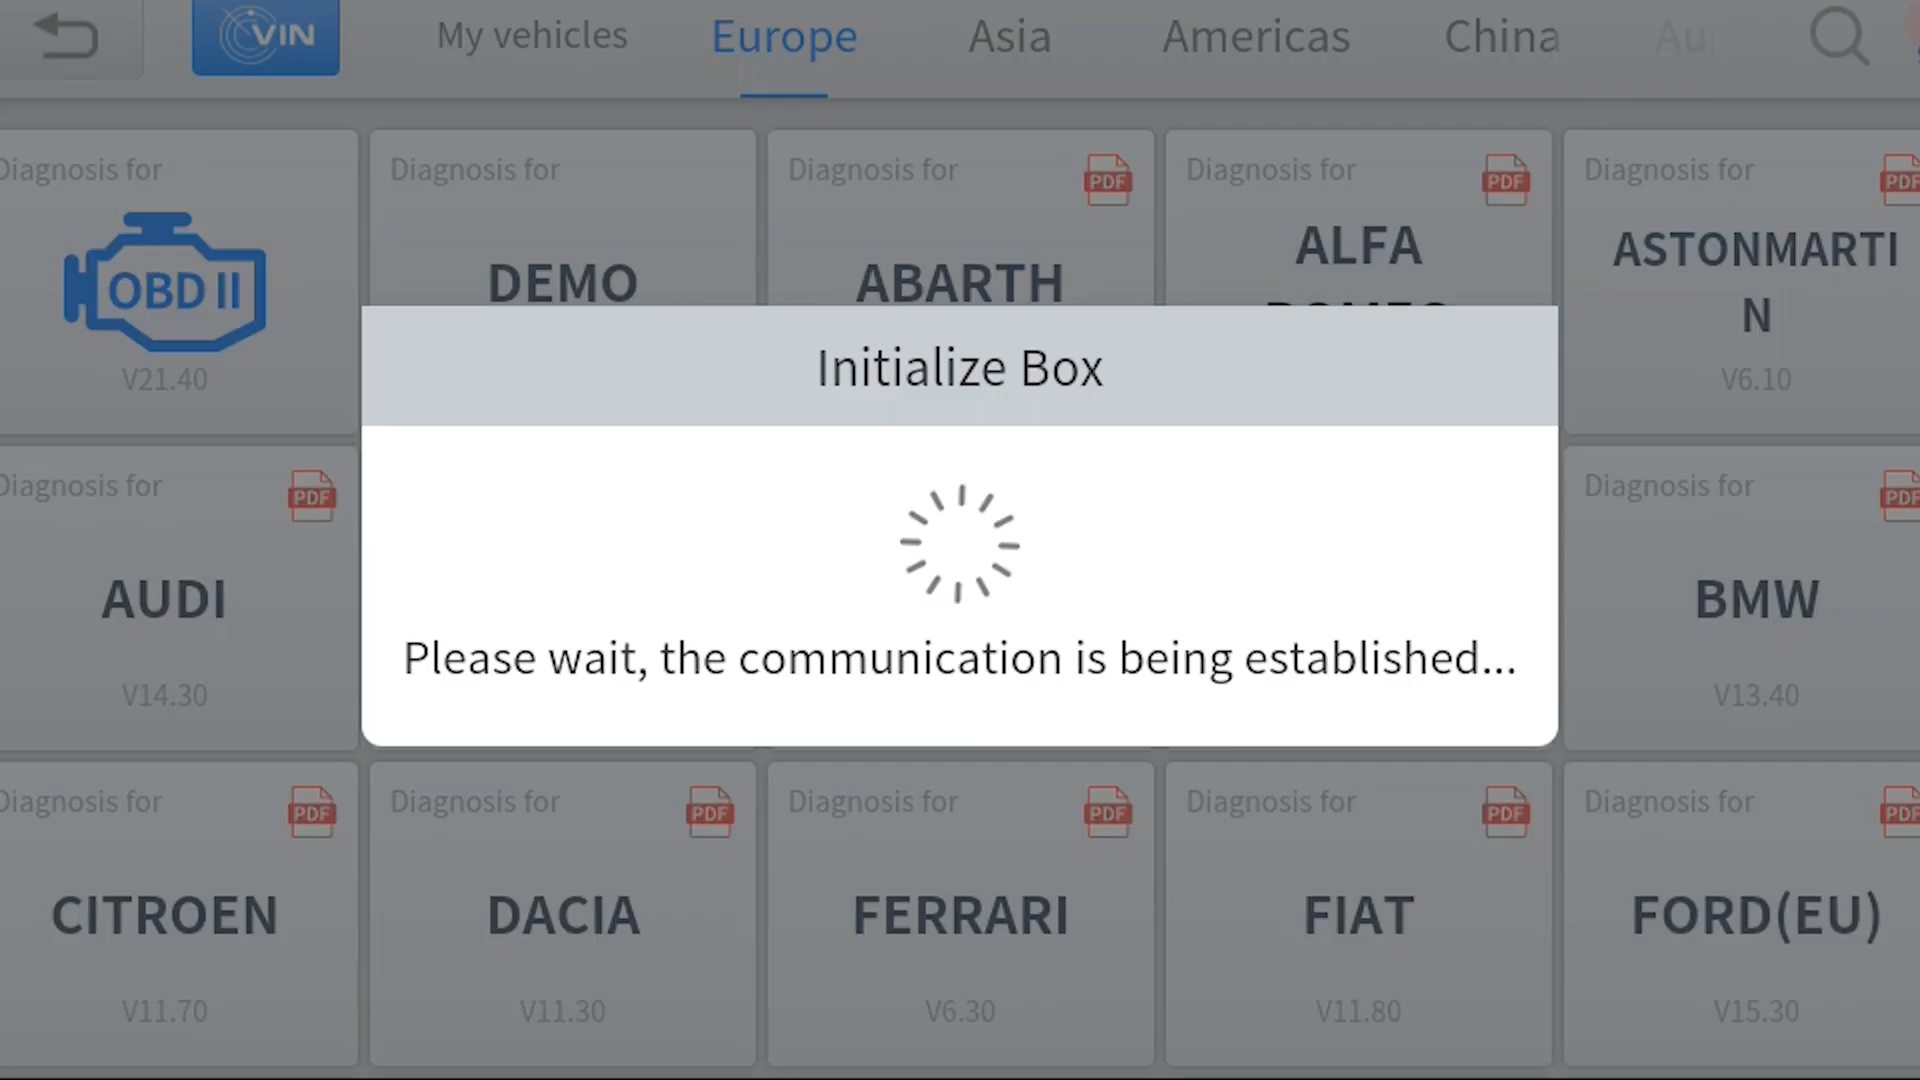 VIN
My vehicles
Europe
Asia
Americas
China
Au
Diagnosis for
OBD II
V21.40
Diagnosis for
DEMO
Diagnosis for
PDF
ABARTH
Diagnosis for
PDF
ALFA
Diagnosis for
PDF
ASTONMARTI
N
V6.10
Initialize Box
Please wait, the communication is being established...
Diagnosis for
PDF
AUDI
V14.30
Diagnosis for
PDF
BMW
V13.40
Diagnosis for
PDF
CITROEN
V11.70
Diagnosis for
PDF
DACIA
V11.30
Diagnosis for
PDF
FERRARI
V6.30
Diagnosis for
PDF
FIAT
V11.80
Diagnosis for
PDF
FORD(EU)
V15.30